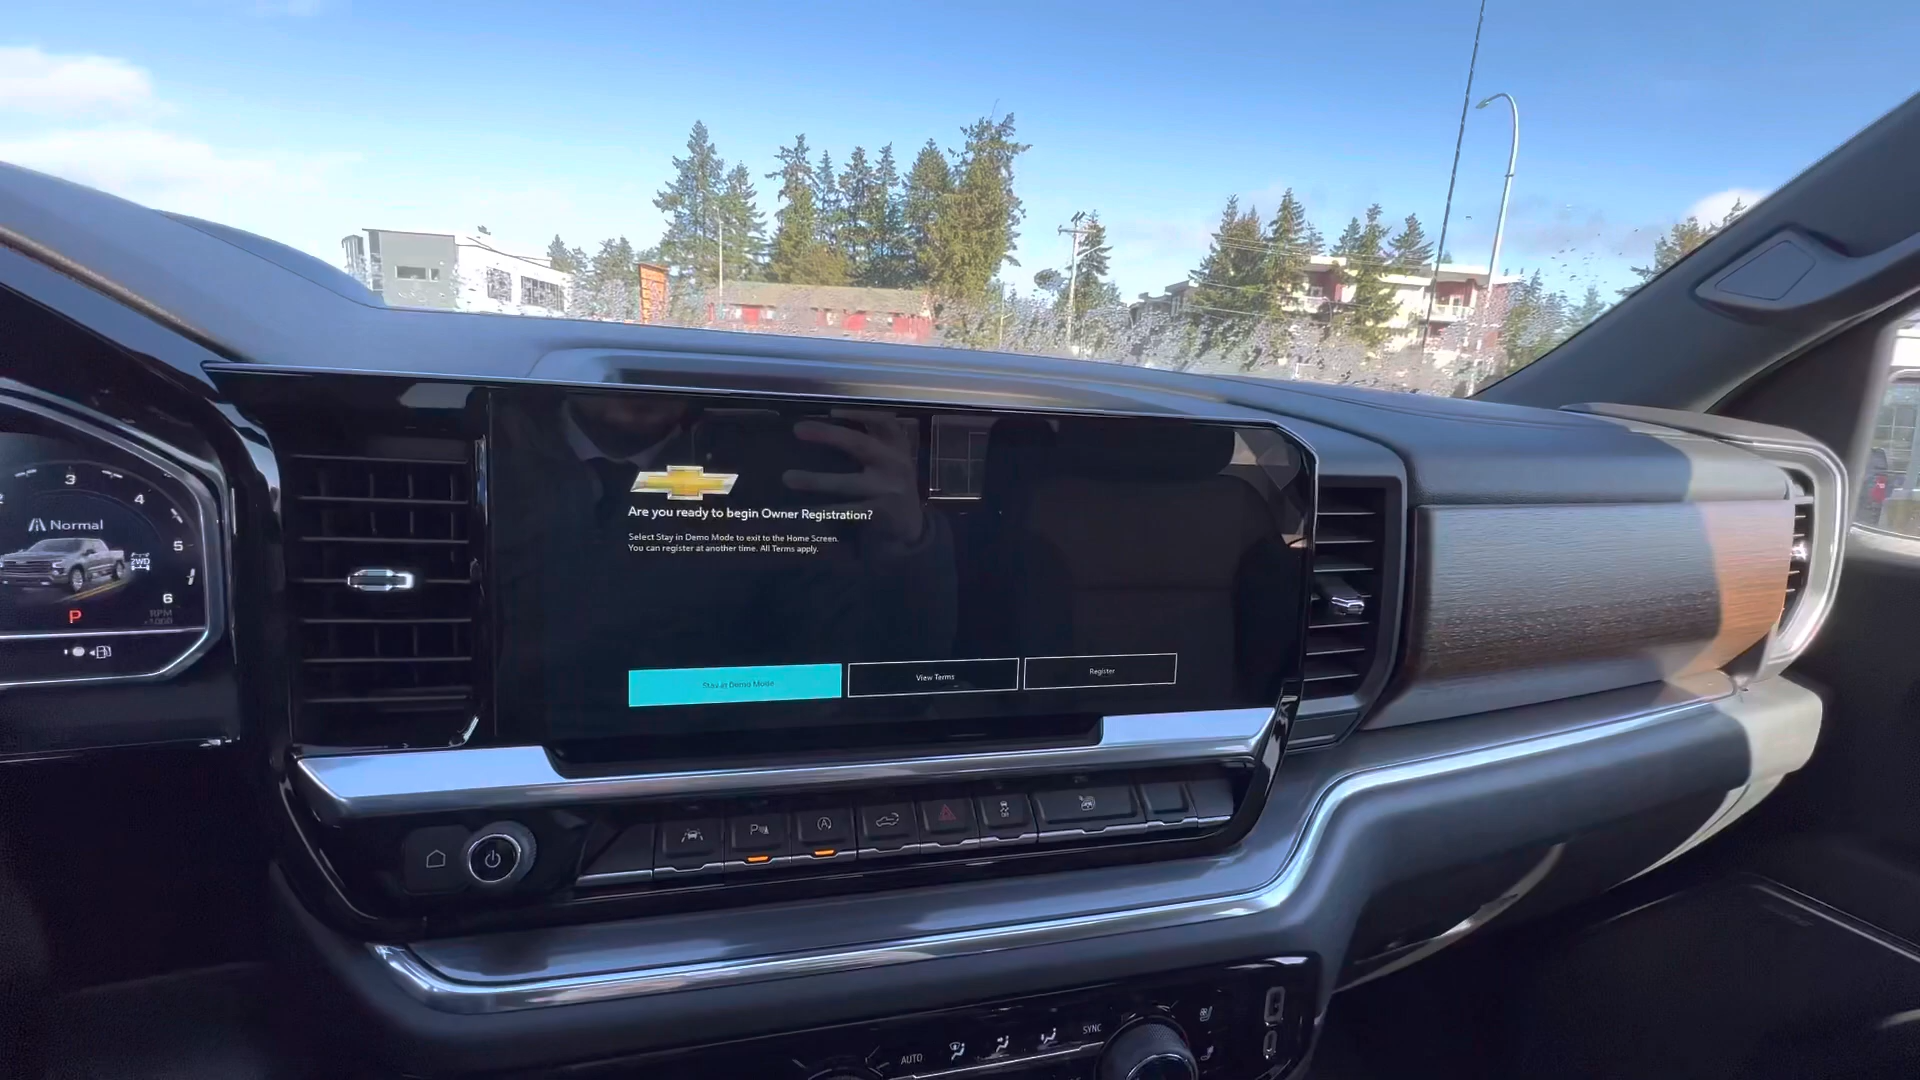 2
3
4
5
6
Normal
2WD
P
RPM
x1000
Are you ready to begin Owner Registration?
Select Stay in Demo Mode to exit to the Home Screen.
You can register at another time. All Terms apply.
Stay in Demo Mode
View Terms
Register
AUTO
SYNC